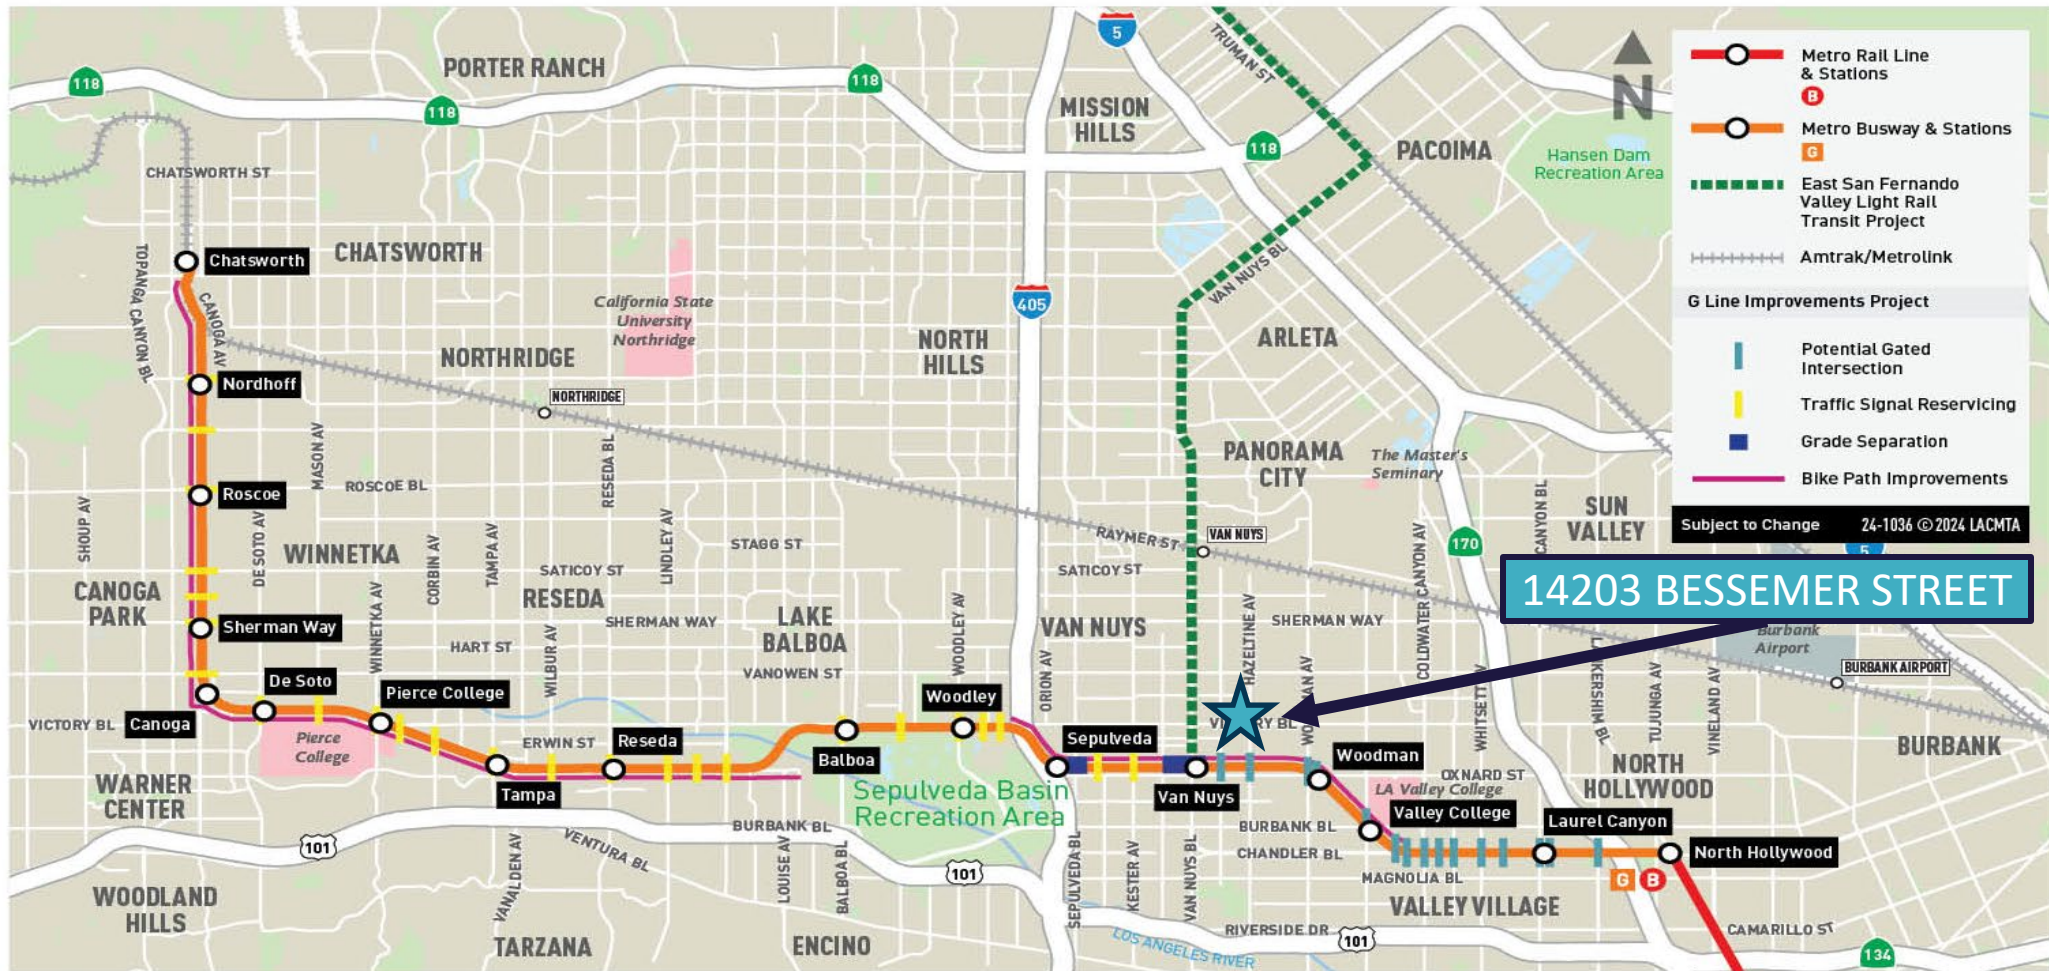 118
PORTER RANCH
118
118
5
TRUMAN ST
MISSION
HILLS
118
PACOIMA
Hansen Dam
Recreation Area
N
Metro Rail Line
& Stations
B
Metro Busway & Stations
G
East San Fernando
Valley Light Rail
Transit Project
Amtrak/Metrolink
G Line Improvements Project
Potential Gated
Intersection
Traffic Signal Reservicing
Grade Separation
Bike Path Improvements
Subject to Change
24-1036 © 2024 LACMTA
CHATSWORTH ST
Chatsworth
CHATSWORTH
TOPANGA CANYON BL
CANOGA AV
California State
University
Northridge
405
VAN NUYS BL
ARLETA
NORTH
HILLS
NORTHRIDGE
Nordhoff
NORTHRIDGE
MASON AV
RESEDA BL
PANORAMA
CITY
The Master's
Seminary
Roscoe
ROSCOE BL
SHOUP AV
DE SOTO AV
WINNETKA
CORBIN AV
TAMPA AV
LINDLEY AV
STAGG ST
RAYMER ST
VAN NUYS
COLDWATER CANYON AV
170
CANYON BL
SUN
VALLEY
5
14203 BESSEMER STREET
SATICOY ST
SATICOY ST
CANOGA
PARK
WINNETKA AV
RESEDA
SHERMAN WAY
LAKE
BALBOA
WOODLEY AV
VAN NUYS
HAZELTINE AV
SHERMAN WAY
Sherman Way
HART ST
WILBUR AV
VANOWEN ST
ORION AV
WHITSETT AV
TUJUNGA AV
VINELAND AV
Burbank
Airport
BURBANK AIRPORT
De Soto
Pierce College
Woodley
VICTORY BL
Canoga
Pierce
College
ERWIN ST
Reseda
Balboa
Sepulveda
Woodman
BURBANK
WARNER
CENTER
Tampa
Sepulveda Basin
Recreation Area
Van Nuys
OXNARD ST
LA Valley College
NORTH
HOLLYWOOD
Valley College
Laurel Canyon
101
VENTURA BL
BURBANK BL
BURBANK BL
CHANDLER BL
North Hollywood
101
MAGNOLIA BL
G
B
WOODLAND
HILLS
VANALDEN AV
LOUISE AV
BALBOA BL
SEPULVEDA BL
KESTER AV
VAN NUYS BL
VALLEY VILLAGE
TARZANA
ENCINO
LOS ANGELES RIVER
RIVERSIDE DR
101
CAMARILLO ST
134